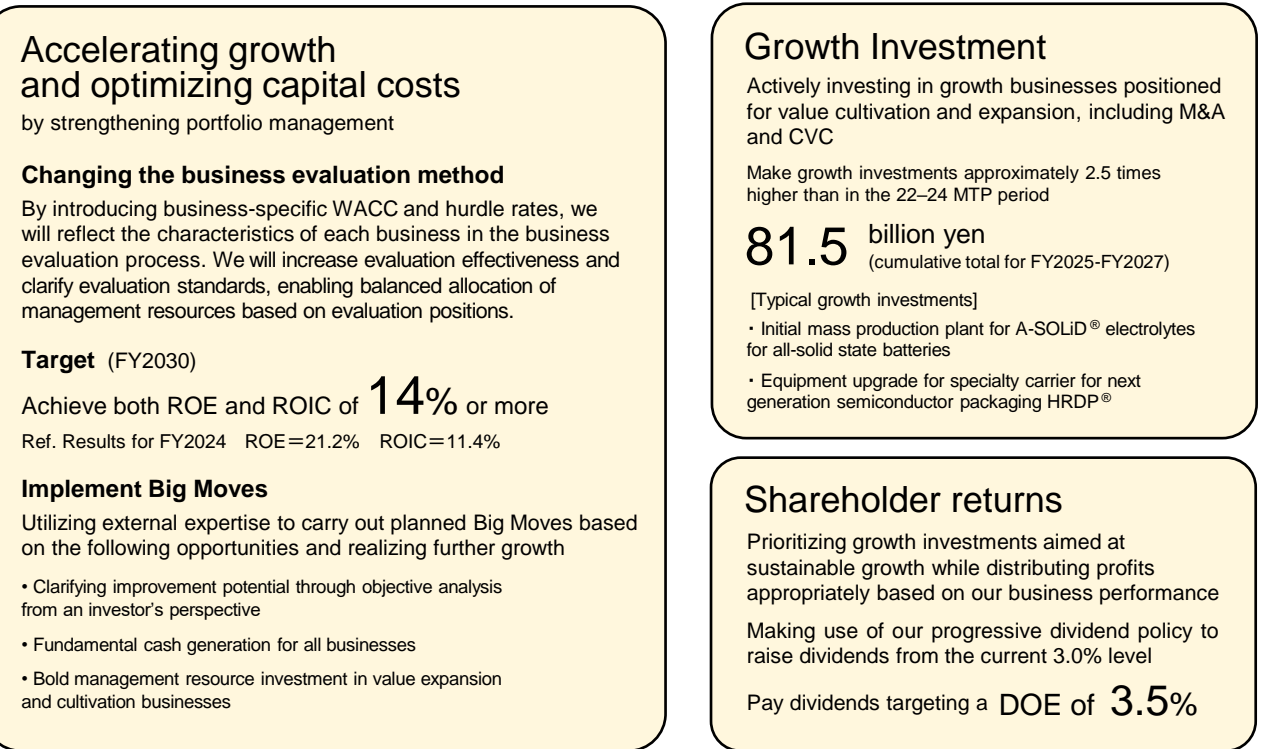 Accelerating growth
and optimizing capital costs
by strengthening portfolio management
Changing the business evaluation method
By introducing business-specific WACC and hurdle rates, we
will reflect the characteristics of each business in the business
evaluation process. We will increase evaluation effectiveness and
clarify evaluation standards, enabling balanced allocation of
management resources based on evaluation positions.
Target (FY2030)
Achieve both ROE and ROIC of 14% or more
Ref. Results for FY2024 ROE＝21.2% ROIC＝11.4%
Implement Big Moves
Utilizing external expertise to carry out planned Big Moves based
on the following opportunities and realizing further growth
• Clarifying improvement potential through objective analysis
from an investor's perspective
• Fundamental cash generation for all businesses
• Bold management resource investment in value expansion
and cultivation businesses
Growth Investment
Actively investing in growth businesses positioned
for value cultivation and expansion, including M&A
and CVC
Make growth investments approximately 2.5 times
higher than in the 22–24 MTP period
81.5 billion yen
(cumulative total for FY2025-FY2027)
[Typical growth investments]
・Initial mass production plant for A-SOLiD® electrolytes
for all-solid state batteries
・Equipment upgrade for specialty carrier for next
generation semiconductor packaging HRDP®
Shareholder returns
Prioritizing growth investments aimed at
sustainable growth while distributing profits
appropriately based on our business performance
Making use of our progressive dividend policy to
raise dividends from the current 3.0% level
Pay dividends targeting a DOE of 3.5%